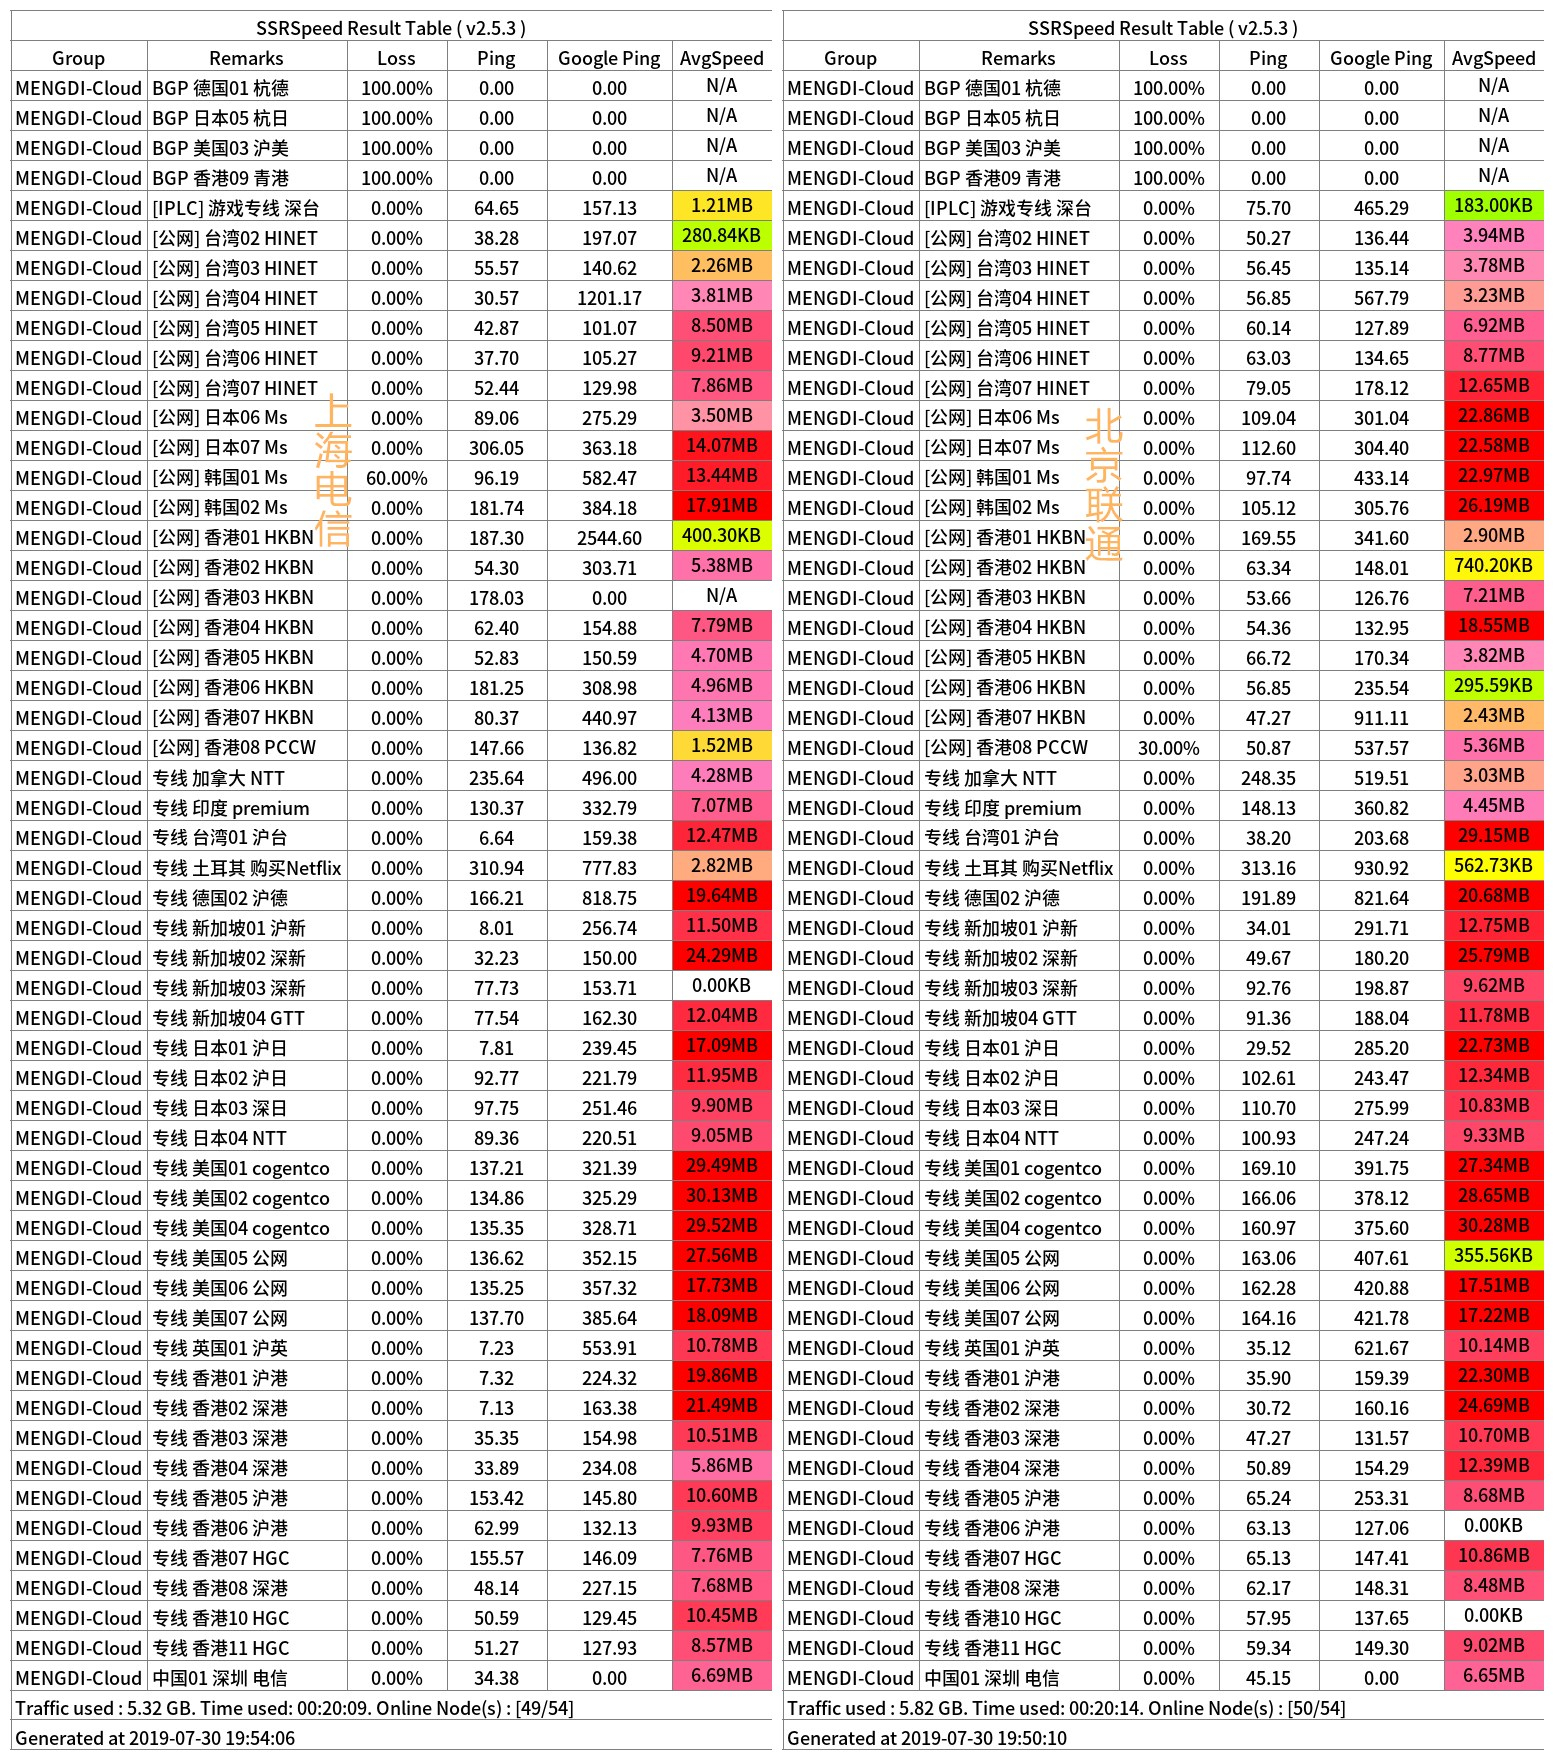 SSRSpeed Result Table ( v2.5.3 )
Group Remarks Loss Ping Google Ping AvgSpeed
MENGDI-Cloud BGP 德国01 杭德 100.00% 0.00 0.00 N/A
MENGDI-Cloud BGP 日本05 杭日 100.00% 0.00 0.00 N/A
MENGDI-Cloud BGP 美国03 沪美 100.00% 0.00 0.00 N/A
MENGDI-Cloud BGP 香港09 青港 100.00% 0.00 0.00 N/A
MENGDI-Cloud [IPLC] 游戏专线 深台 0.00% 64.65 157.13 1.21MB
MENGDI-Cloud [公网] 台湾02 HINET 0.00% 38.28 197.07 280.84KB
MENGDI-Cloud [公网] 台湾03 HINET 0.00% 55.57 140.62 2.26MB
MENGDI-Cloud [公网] 台湾04 HINET 0.00% 30.57 1201.17 3.81MB
MENGDI-Cloud [公网] 台湾05 HINET 0.00% 42.87 101.07 8.50MB
MENGDI-Cloud [公网] 台湾06 HINET 0.00% 37.70 105.27 9.21MB
MENGDI-Cloud [公网] 台湾07 HINET 0.00% 52.44 129.98 7.86MB
MENGDI-Cloud [公网] 日本06 Ms 0.00% 89.06 275.29 3.50MB
MENGDI-Cloud [公网] 日本07 Ms 0.00% 306.05 363.18 14.07MB
MENGDI-Cloud [公网] 韩国01 Ms 60.00% 96.19 582.47 13.44MB
MENGDI-Cloud [公网] 韩国02 Ms 0.00% 181.74 384.18 17.91MB
MENGDI-Cloud [公网] 香港01 HKBN 0.00% 187.30 2544.60 400.30KB
MENGDI-Cloud [公网] 香港02 HKBN 0.00% 54.30 303.71 5.38MB
MENGDI-Cloud [公网] 香港03 HKBN 0.00% 178.03 0.00 N/A
MENGDI-Cloud [公网] 香港04 HKBN 0.00% 62.40 154.88 7.79MB
MENGDI-Cloud [公网] 香港05 HKBN 0.00% 52.83 150.59 4.70MB
MENGDI-Cloud [公网] 香港06 HKBN 0.00% 181.25 308.98 4.96MB
MENGDI-Cloud [公网] 香港07 HKBN 0.00% 80.37 440.97 4.13MB
MENGDI-Cloud [公网] 香港08 PCCW 0.00% 147.66 136.82 1.52MB
MENGDI-Cloud 专线 加拿大 NTT 0.00% 235.64 496.00 4.28MB
MENGDI-Cloud 专线 印度 premium 0.00% 130.37 332.79 7.07MB
MENGDI-Cloud 专线 台湾01 沪台 0.00% 6.64 159.38 12.47MB
MENGDI-Cloud 专线 土耳其 购买Netflix 0.00% 310.94 777.83 2.82MB
MENGDI-Cloud 专线 德国02 沪德 0.00% 166.21 818.75 19.64MB
MENGDI-Cloud 专线 新加坡01 沪新 0.00% 8.01 256.74 11.50MB
MENGDI-Cloud 专线 新加坡02 深新 0.00% 32.23 150.00 24.29MB
MENGDI-Cloud 专线 新加坡03 深新 0.00% 77.73 153.71 0.00KB
MENGDI-Cloud 专线 新加坡04 GTT 0.00% 77.54 162.30 12.04MB
MENGDI-Cloud 专线 日本01 沪日 0.00% 7.81 239.45 17.09MB
MENGDI-Cloud 专线 日本02 沪日 0.00% 92.77 221.79 11.95MB
MENGDI-Cloud 专线 日本03 深日 0.00% 97.75 251.46 9.90MB
MENGDI-Cloud 专线 日本04 NTT 0.00% 89.36 220.51 9.05MB
MENGDI-Cloud 专线 美国01 cogentco 0.00% 137.21 321.39 29.49MB
MENGDI-Cloud 专线 美国02 cogentco 0.00% 134.86 325.29 30.13MB
MENGDI-Cloud 专线 美国04 cogentco 0.00% 135.35 328.71 29.52MB
MENGDI-Cloud 专线 美国05 公网 0.00% 136.62 352.15 27.56MB
MENGDI-Cloud 专线 美国06 公网 0.00% 135.25 357.32 17.73MB
MENGDI-Cloud 专线 美国07 公网 0.00% 137.70 385.64 18.09MB
MENGDI-Cloud 专线 英国01 沪英 0.00% 7.23 553.91 10.78MB
MENGDI-Cloud 专线 香港01 沪港 0.00% 7.32 224.32 19.86MB
MENGDI-Cloud 专线 香港02 深港 0.00% 7.13 163.38 21.49MB
MENGDI-Cloud 专线 香港03 深港 0.00% 35.35 154.98 10.51MB
MENGDI-Cloud 专线 香港04 深港 0.00% 33.89 234.08 5.86MB
MENGDI-Cloud 专线 香港05 沪港 0.00% 153.42 145.80 10.60MB
MENGDI-Cloud 专线 香港06 沪港 0.00% 62.99 132.13 9.93MB
MENGDI-Cloud 专线 香港07 HGC 0.00% 155.57 146.09 7.76MB
MENGDI-Cloud 专线 香港08 深港 0.00% 48.14 227.15 7.68MB
MENGDI-Cloud 专线 香港10 HGC 0.00% 50.59 129.45 10.45MB
MENGDI-Cloud 专线 香港11 HGC 0.00% 51.27 127.93 8.57MB
MENGDI-Cloud 中国01 深圳 电信 0.00% 34.38 0.00 6.69MB
Traffic used : 5.32 GB. Time used: 00:20:09. Online Node(s) : [49/54]
Generated at 2019-07-30 19:54:06
上海电信
SSRSpeed Result Table ( v2.5.3 )
Group Remarks Loss Ping Google Ping AvgSpeed
MENGDI-Cloud BGP 德国01 杭德 100.00% 0.00 0.00 N/A
MENGDI-Cloud BGP 日本05 杭日 100.00% 0.00 0.00 N/A
MENGDI-Cloud BGP 美国03 沪美 100.00% 0.00 0.00 N/A
MENGDI-Cloud BGP 香港09 青港 100.00% 0.00 0.00 N/A
MENGDI-Cloud [IPLC] 游戏专线 深台 0.00% 75.70 465.29 183.00KB
MENGDI-Cloud [公网] 台湾02 HINET 0.00% 50.27 136.44 3.94MB
MENGDI-Cloud [公网] 台湾03 HINET 0.00% 56.45 135.14 3.78MB
MENGDI-Cloud [公网] 台湾04 HINET 0.00% 56.85 567.79 3.23MB
MENGDI-Cloud [公网] 台湾05 HINET 0.00% 60.14 127.89 6.92MB
MENGDI-Cloud [公网] 台湾06 HINET 0.00% 63.03 134.65 8.77MB
MENGDI-Cloud [公网] 台湾07 HINET 0.00% 79.05 178.12 12.65MB
MENGDI-Cloud [公网] 日本06 Ms 0.00% 109.04 301.04 22.86MB
MENGDI-Cloud [公网] 日本07 Ms 0.00% 112.60 304.40 22.58MB
MENGDI-Cloud [公网] 韩国01 Ms 0.00% 97.74 433.14 22.97MB
MENGDI-Cloud [公网] 韩国02 Ms 0.00% 105.12 305.76 26.19MB
MENGDI-Cloud [公网] 香港01 HKBN 0.00% 169.55 341.60 2.90MB
MENGDI-Cloud [公网] 香港02 HKBN 0.00% 63.34 148.01 740.20KB
MENGDI-Cloud [公网] 香港03 HKBN 0.00% 53.66 126.76 7.21MB
MENGDI-Cloud [公网] 香港04 HKBN 0.00% 54.36 132.95 18.55MB
MENGDI-Cloud [公网] 香港05 HKBN 0.00% 66.72 170.34 3.82MB
MENGDI-Cloud [公网] 香港06 HKBN 0.00% 56.85 235.54 295.59KB
MENGDI-Cloud [公网] 香港07 HKBN 0.00% 47.27 911.11 2.43MB
MENGDI-Cloud [公网] 香港08 PCCW 30.00% 50.87 537.57 5.36MB
MENGDI-Cloud 专线 加拿大 NTT 0.00% 248.35 519.51 3.03MB
MENGDI-Cloud 专线 印度 premium 0.00% 148.13 360.82 4.45MB
MENGDI-Cloud 专线 台湾01 沪台 0.00% 38.20 203.68 29.15MB
MENGDI-Cloud 专线 土耳其 购买Netflix 0.00% 313.16 930.92 562.73KB
MENGDI-Cloud 专线 德国02 沪德 0.00% 191.89 821.64 20.68MB
MENGDI-Cloud 专线 新加坡01 沪新 0.00% 34.01 291.71 12.75MB
MENGDI-Cloud 专线 新加坡02 深新 0.00% 49.67 180.20 25.79MB
MENGDI-Cloud 专线 新加坡03 深新 0.00% 92.76 198.87 9.62MB
MENGDI-Cloud 专线 新加坡04 GTT 0.00% 91.36 188.04 11.78MB
MENGDI-Cloud 专线 日本01 沪日 0.00% 29.52 285.20 22.73MB
MENGDI-Cloud 专线 日本02 沪日 0.00% 102.61 243.47 12.34MB
MENGDI-Cloud 专线 日本03 深日 0.00% 110.70 275.99 10.83MB
MENGDI-Cloud 专线 日本04 NTT 0.00% 100.93 247.24 9.33MB
MENGDI-Cloud 专线 美国01 cogentco 0.00% 169.10 391.75 27.34MB
MENGDI-Cloud 专线 美国02 cogentco 0.00% 166.06 378.12 28.65MB
MENGDI-Cloud 专线 美国04 cogentco 0.00% 160.97 375.60 30.28MB
MENGDI-Cloud 专线 美国05 公网 0.00% 163.06 407.61 355.56KB
MENGDI-Cloud 专线 美国06 公网 0.00% 162.28 420.88 17.51MB
MENGDI-Cloud 专线 美国07 公网 0.00% 164.16 421.78 17.22MB
MENGDI-Cloud 专线 英国01 沪英 0.00% 35.12 621.67 10.14MB
MENGDI-Cloud 专线 香港01 沪港 0.00% 35.90 159.39 22.30MB
MENGDI-Cloud 专线 香港02 深港 0.00% 30.72 160.16 24.69MB
MENGDI-Cloud 专线 香港03 深港 0.00% 47.27 131.57 10.70MB
MENGDI-Cloud 专线 香港04 深港 0.00% 50.89 154.29 12.39MB
MENGDI-Cloud 专线 香港05 沪港 0.00% 65.24 253.31 8.68MB
MENGDI-Cloud 专线 香港06 沪港 0.00% 63.13 127.06 0.00KB
MENGDI-Cloud 专线 香港07 HGC 0.00% 65.13 147.41 10.86MB
MENGDI-Cloud 专线 香港08 深港 0.00% 62.17 148.31 8.48MB
MENGDI-Cloud 专线 香港10 HGC 0.00% 57.95 137.65 0.00KB
MENGDI-Cloud 专线 香港11 HGC 0.00% 59.34 149.30 9.02MB
MENGDI-Cloud 中国01 深圳 电信 0.00% 45.15 0.00 6.65MB
Traffic used : 5.82 GB. Time used: 00:20:14. Online Node(s) : [50/54]
Generated at 2019-07-30 19:50:10
北京联通